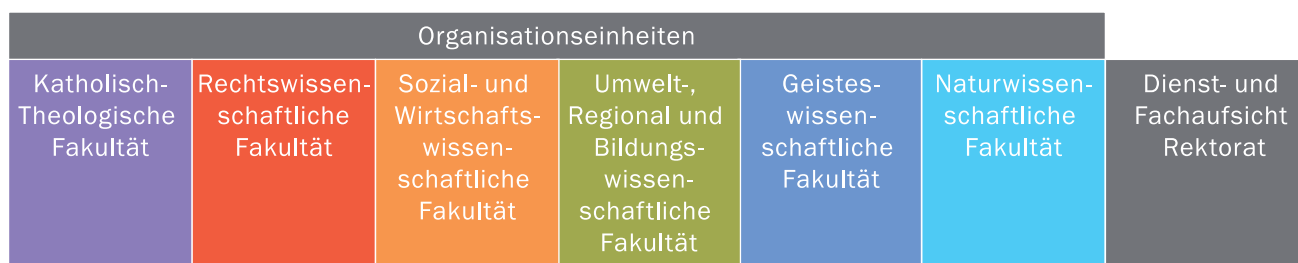 Organisationseinheiten
Katholisch-
Theologische
Fakultät
Rechtswissen-
schaftliche
Fakultät
Sozial- und
Wirtschafts-
wissen-
schaftliche
Fakultät
Umwelt-,
Regional und
Bildungs-
wissen-
schaftliche
Fakultät
Geistes-
wissen-
schaftliche
Fakultät
Naturwissen-
schaftliche
Fakultät
Dienst- und
Fachaufsicht
Rektorat